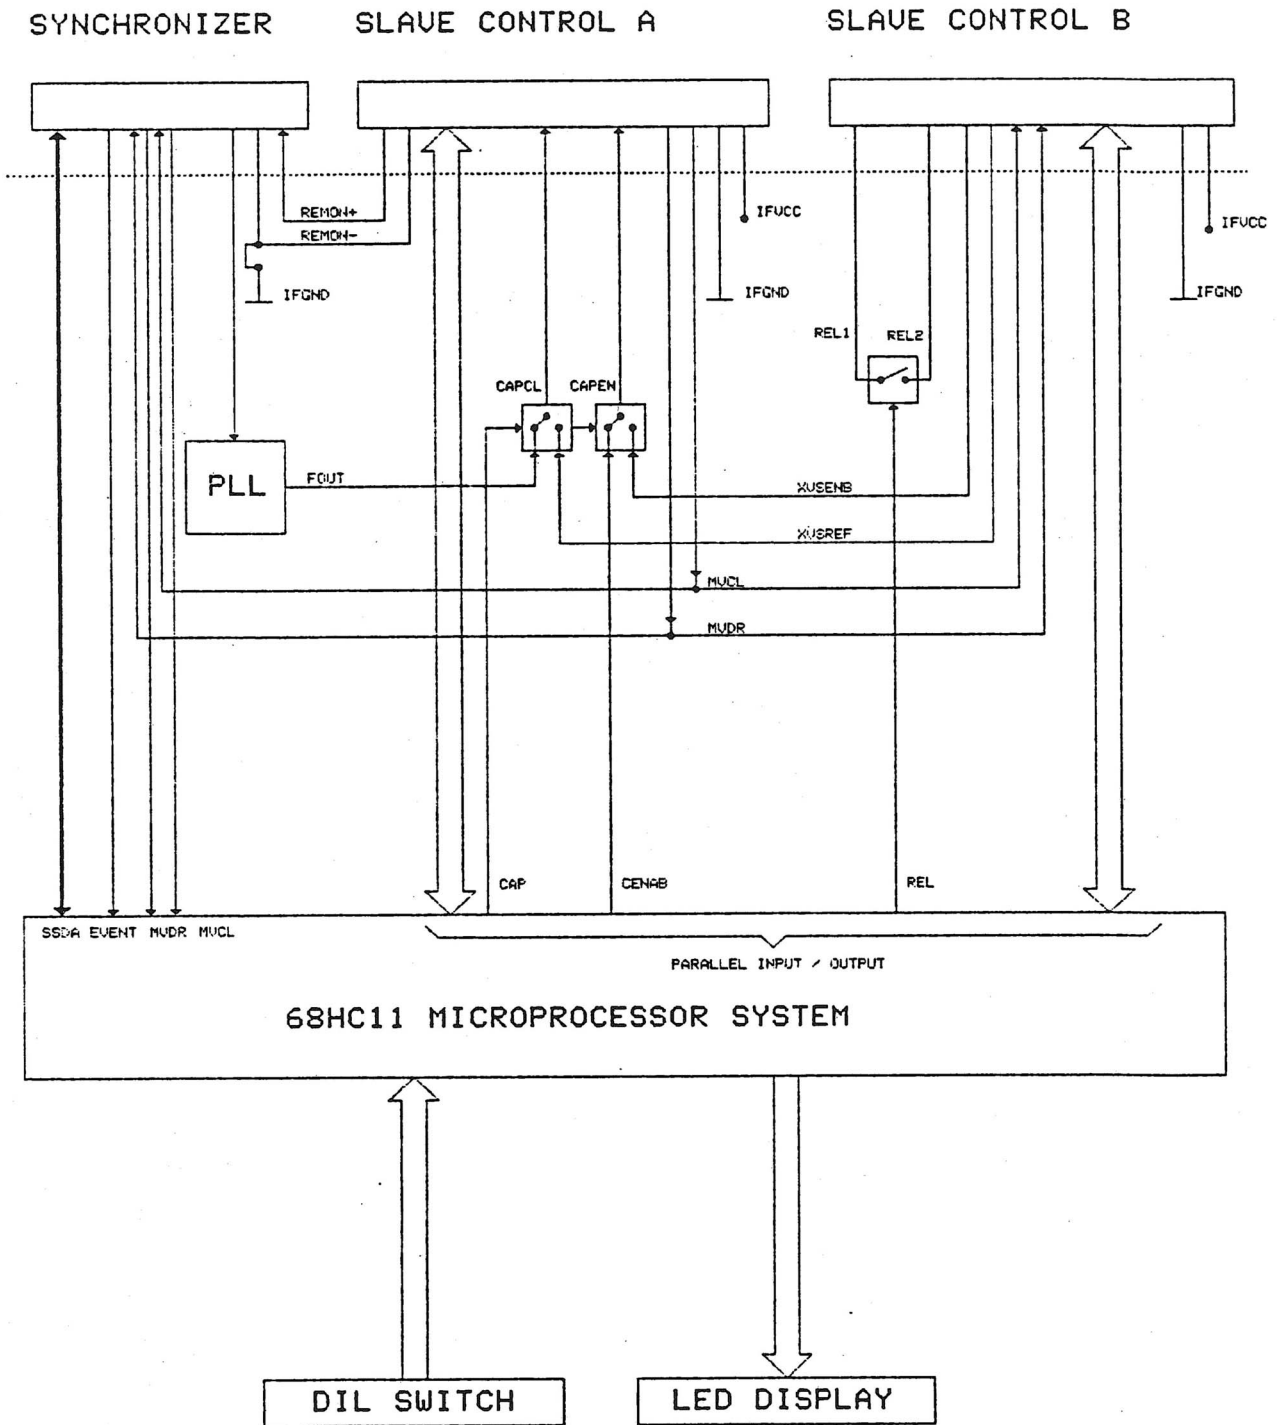 SYNCHRONIZER
SLAVE CONTROL A
SLAVE CONTROL B
REMON+
IFVCC
IFVCC
REMON-
IFGND
IFGND
IFGND
REL1
REL2
CAPCL
CAPEN
PLL
FOUT
XVSENB
XVSREF
MVCL
MVDR
CAP
CENAB
REL
SSDA EVENT MVDR MVCL
PARALLEL INPUT / OUTPUT
68HC11 MICROPROCESSOR SYSTEM
DIL SWITCH
LED DISPLAY